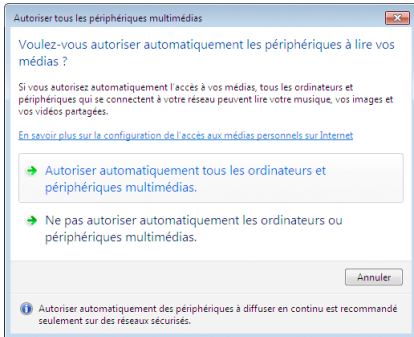 Autoriser tous les périphériques multimédias
Voulez-vous autoriser automatiquement les périphériques à lire vos
médias ?
Si vous autorisez automatiquement l'accès à vos médias, tous les ordinateurs et
périphériques qui se connectent à votre réseau peuvent lire votre musique, vos images et
vos vidéos partagées.
En savoir plus sur la configuration de l'accès aux médias personnels sur Internet
Autoriser automatiquement tous les ordinateurs et
périphériques multimédias.
Ne pas autoriser automatiquement les ordinateurs ou
périphériques multimédias.
Annuler
Autoriser automatiquement des périphériques à diffuser en continu est recommandé
seulement sur des réseaux sécurisés.